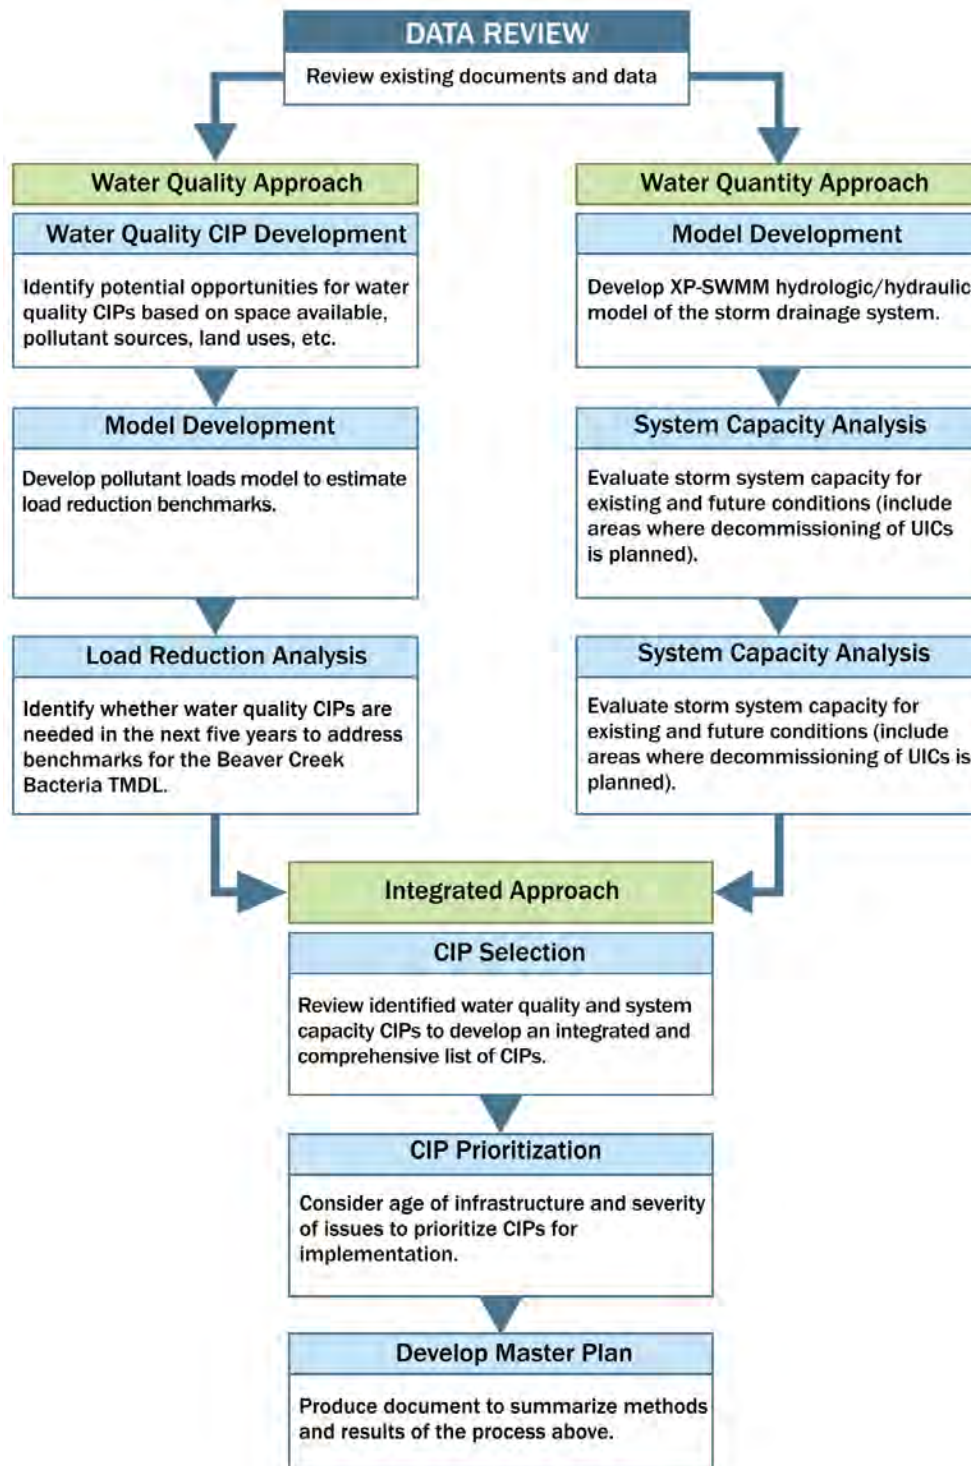 DATA REVIEW
Review existing documents and data
Water Quality Approach
Water Quality CIP Development
Identify potential opportunities for water
quality CIPs based on space available,
pollutant sources, land uses, etc.
Model Development
Develop pollutant loads model to estimate
load reduction benchmarks.
Load Reduction Analysis
Identify whether water quality CIPs are
needed in the next five years to address
benchmarks for the Beaver Creek
Bacteria TMDL.
Water Quantity Approach
Model Development
Develop XP-SWMM hydrologic/hydraulic
model of the storm drainage system.
System Capacity Analysis
Evaluate storm system capacity for
existing and future conditions (include
areas where decommissioning of UICs
is planned).
System Capacity Analysis
Evaluate storm system capacity for
existing and future conditions (include
areas where decommissioning of UICs is
planned).
Integrated Approach
CIP Selection
Review identified water quality and system
capacity CIPs to develop an integrated and
comprehensive list of CIPs.
CIP Prioritization
Consider age of infrastructure and severity
of issues to prioritize CIPs for
implementation.
Develop Master Plan
Produce document to summarize methods
and results of the process above.